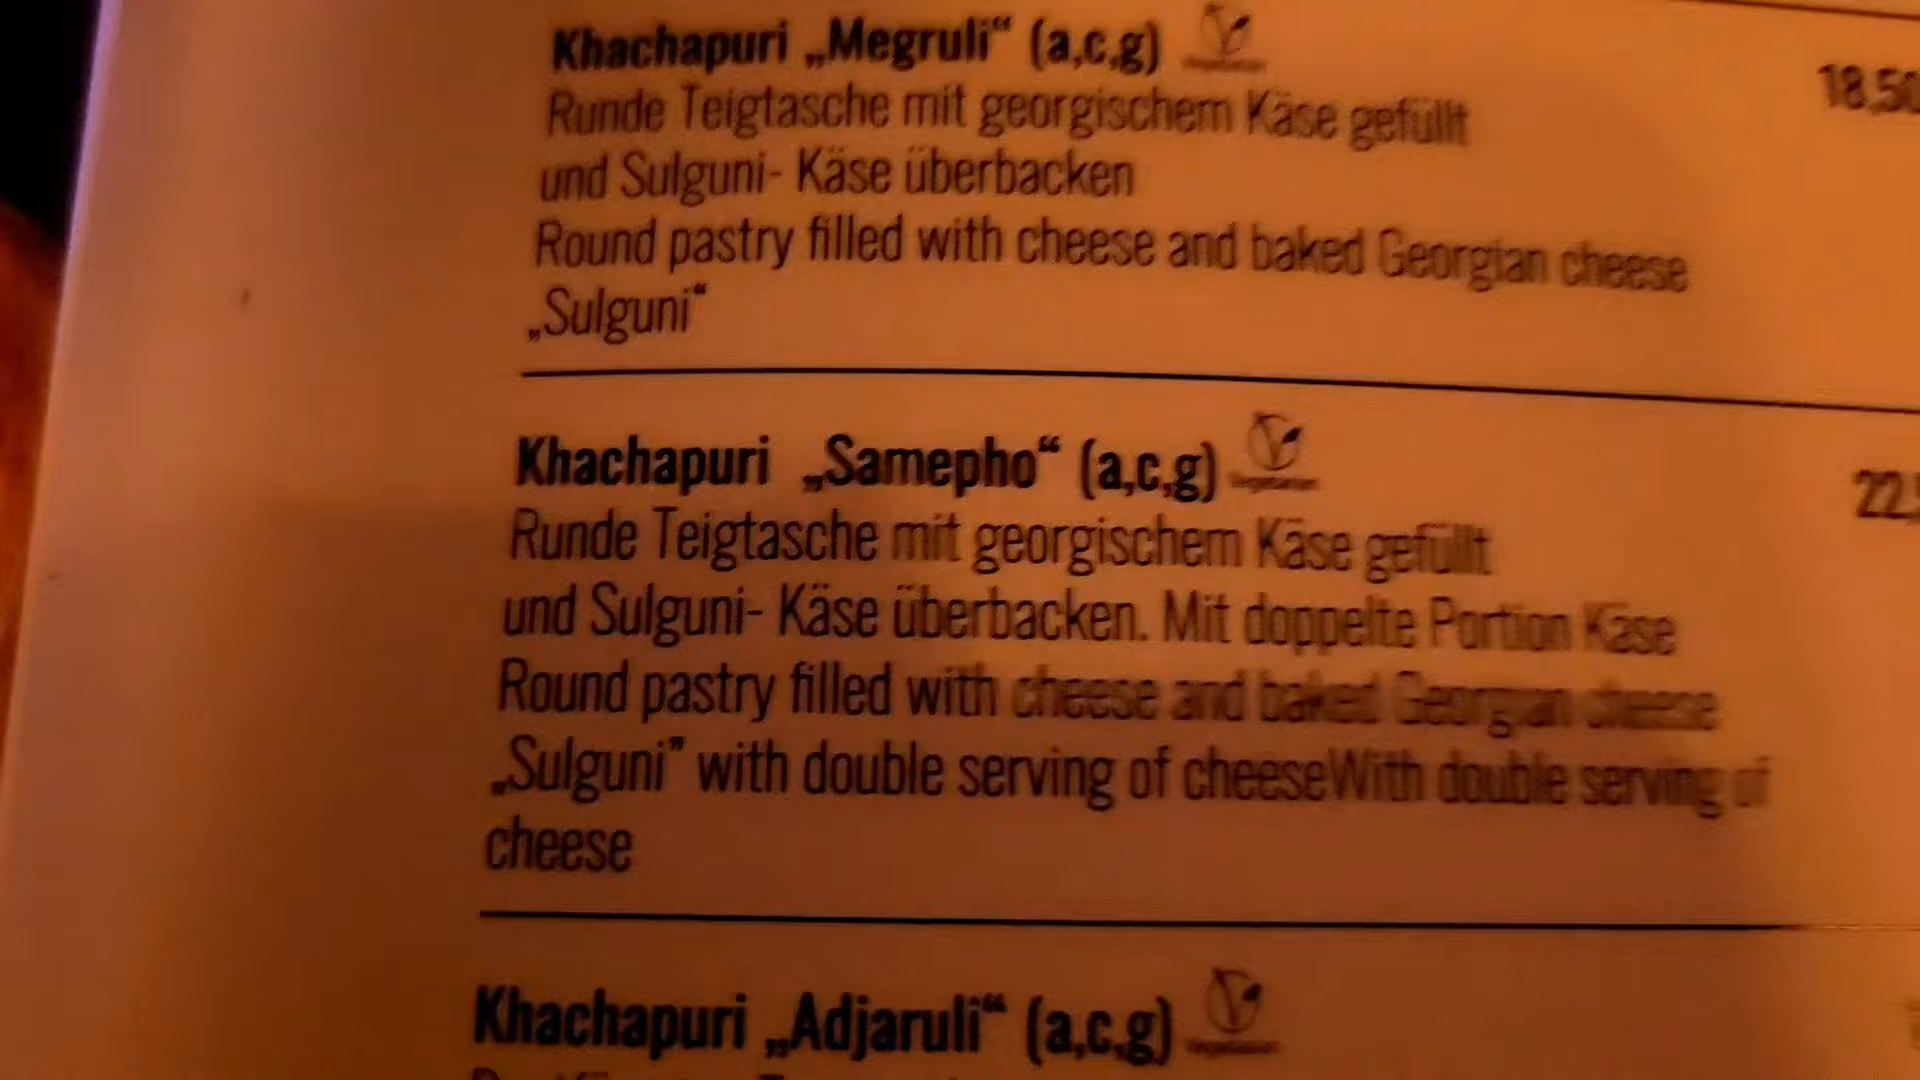 Khachapuri „Megruli“ (a,c,g)
18,50
Runde Teigtasche mit georgischem Käse gefüllt
und Sulguni- Käse überbacken
Round pastry filled with cheese and baked Georgian cheese
„Sulguni“
Khachapuri „Samepho“ (a,c,g) Vegetarian
22,
Runde Teigtasche mit georgischem Käse gefüllt
und Sulguni- Käse überbacken. Mit doppelte Portion Käse
Round pastry filled with cheese and baked Georgian cheese
„Sulguni” with double serving of cheeseWith double serving of
cheese
Khachapuri „Adjaruli“ (a,c,g) Vegetarian